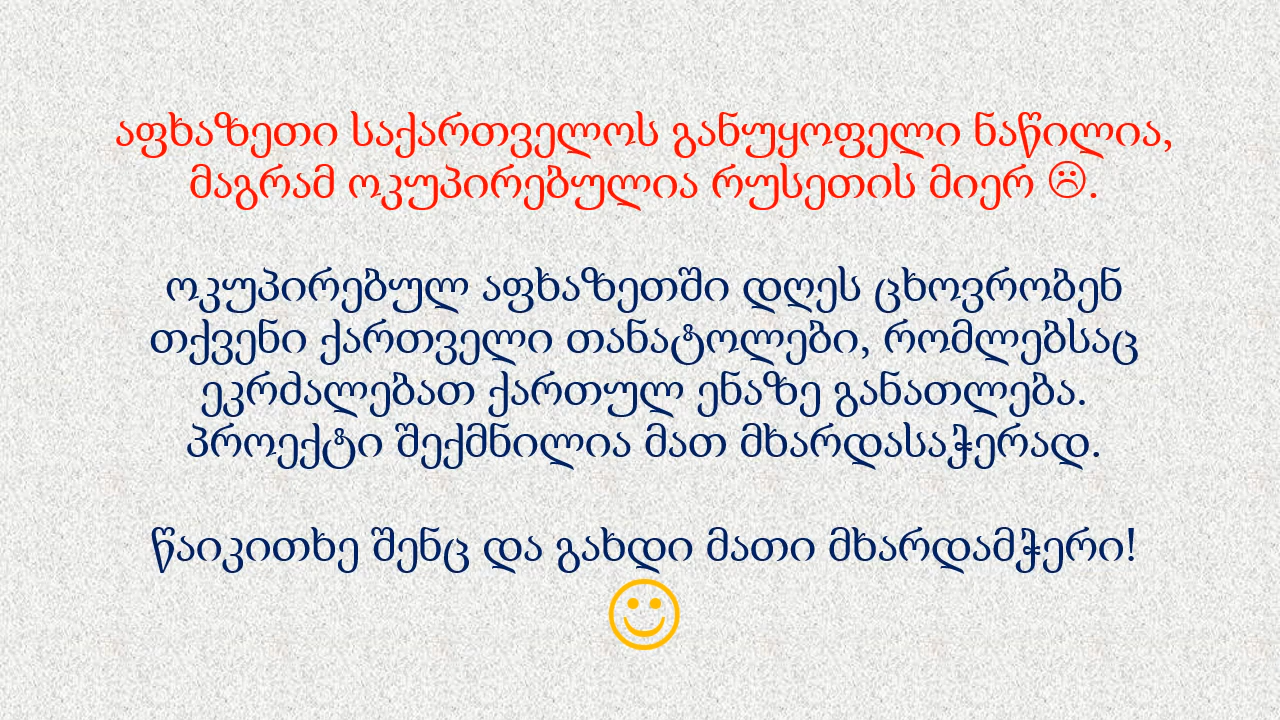 აფხაზეთი საქართველოს განუყოფელი ნაწილია,
მაგრამ ოკუპირებულია რუსეთის მიერ ☹.
ოკუპირებულ აფხაზეთში დღეს ცხოვრობენ
თქვენი ქართველი თანატოლები, რომლებსაც
ეკრძალებათ ქართულ ენაზე განათლება.
პროექტი შექმნილია მათ მხარდასაჭერად.
წაიკითხე შენც და გახდი მათი მხარდამჭერი!
☺